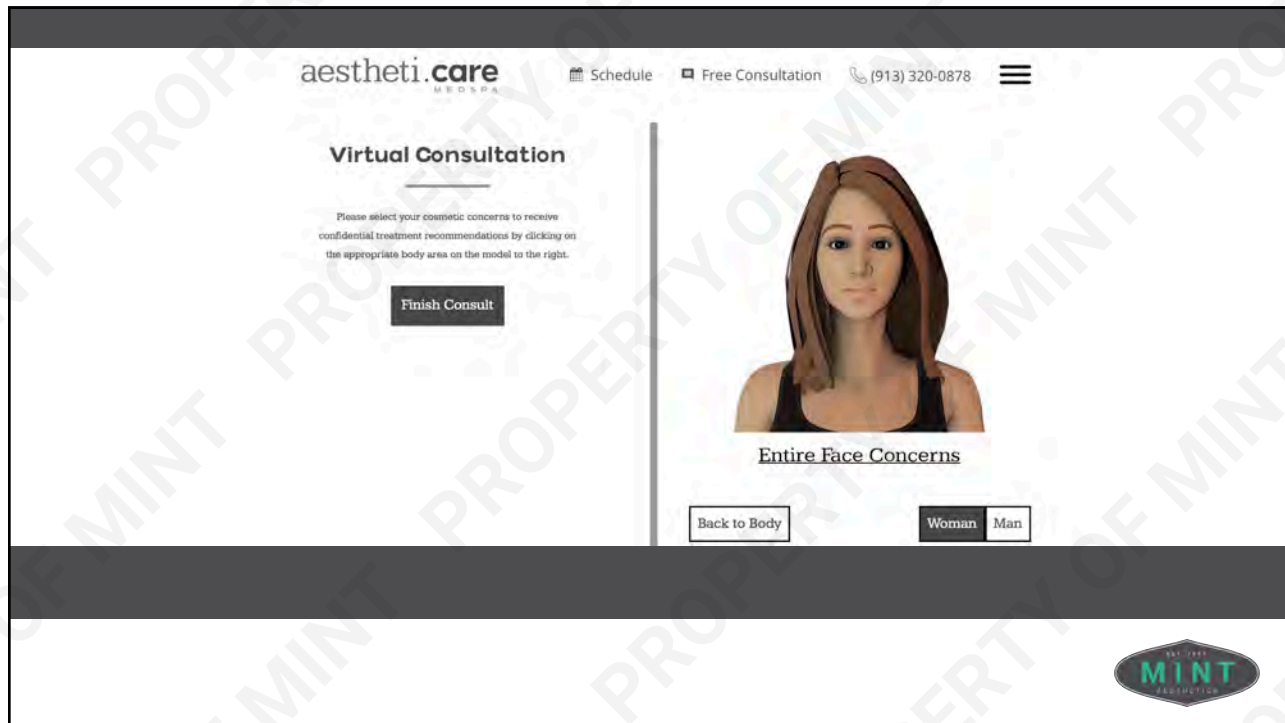 aestheti.care
MEDSPA
Schedule
Free Consultation
(913) 320-0878
Virtual Consultation
Please select your cosmetic concerns to receive
confidential treatment recommendations by clicking on
the appropriate body area on the model to the right.
Finish Consult
Entire Face Concerns
Back to Body
Woman
Man
MINT
AESTHETICS
PROPERTY OF MINT